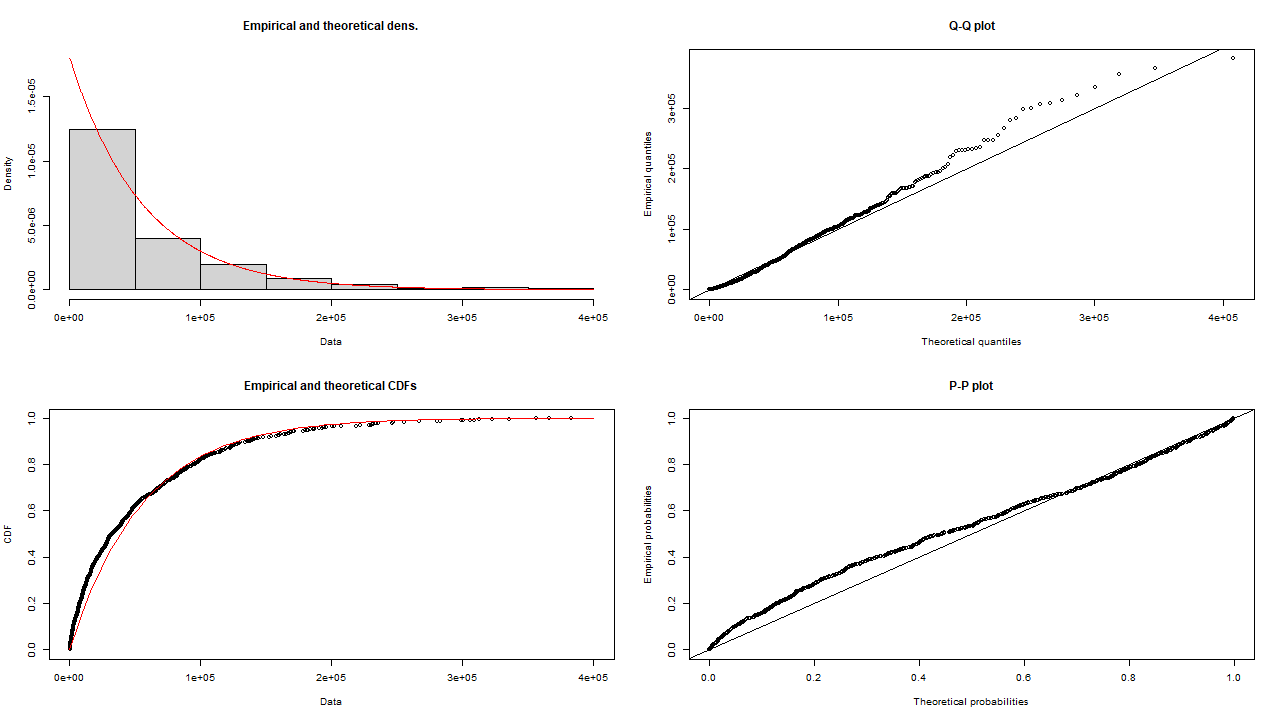 Empirical and theoretical dens.
Density
0.0e+00 5.0e-06 1.0e-05 1.5e-05
0e+00 1e+05 2e+05 3e+05 4e+05
Data
Q-Q plot
Empirical quantiles
0e+00 1e+05 2e+05 3e+05
0e+00 1e+05 2e+05 3e+05 4e+05
Theoretical quantiles
Empirical and theoretical CDFs
CDF
0.0 0.2 0.4 0.6 0.8 1.0
0e+00 1e+05 2e+05 3e+05 4e+05
Data
P-P plot
Empirical probabilities
0.0 0.2 0.4 0.6 0.8 1.0
0.0 0.2 0.4 0.6 0.8 1.0
Theoretical probabilities